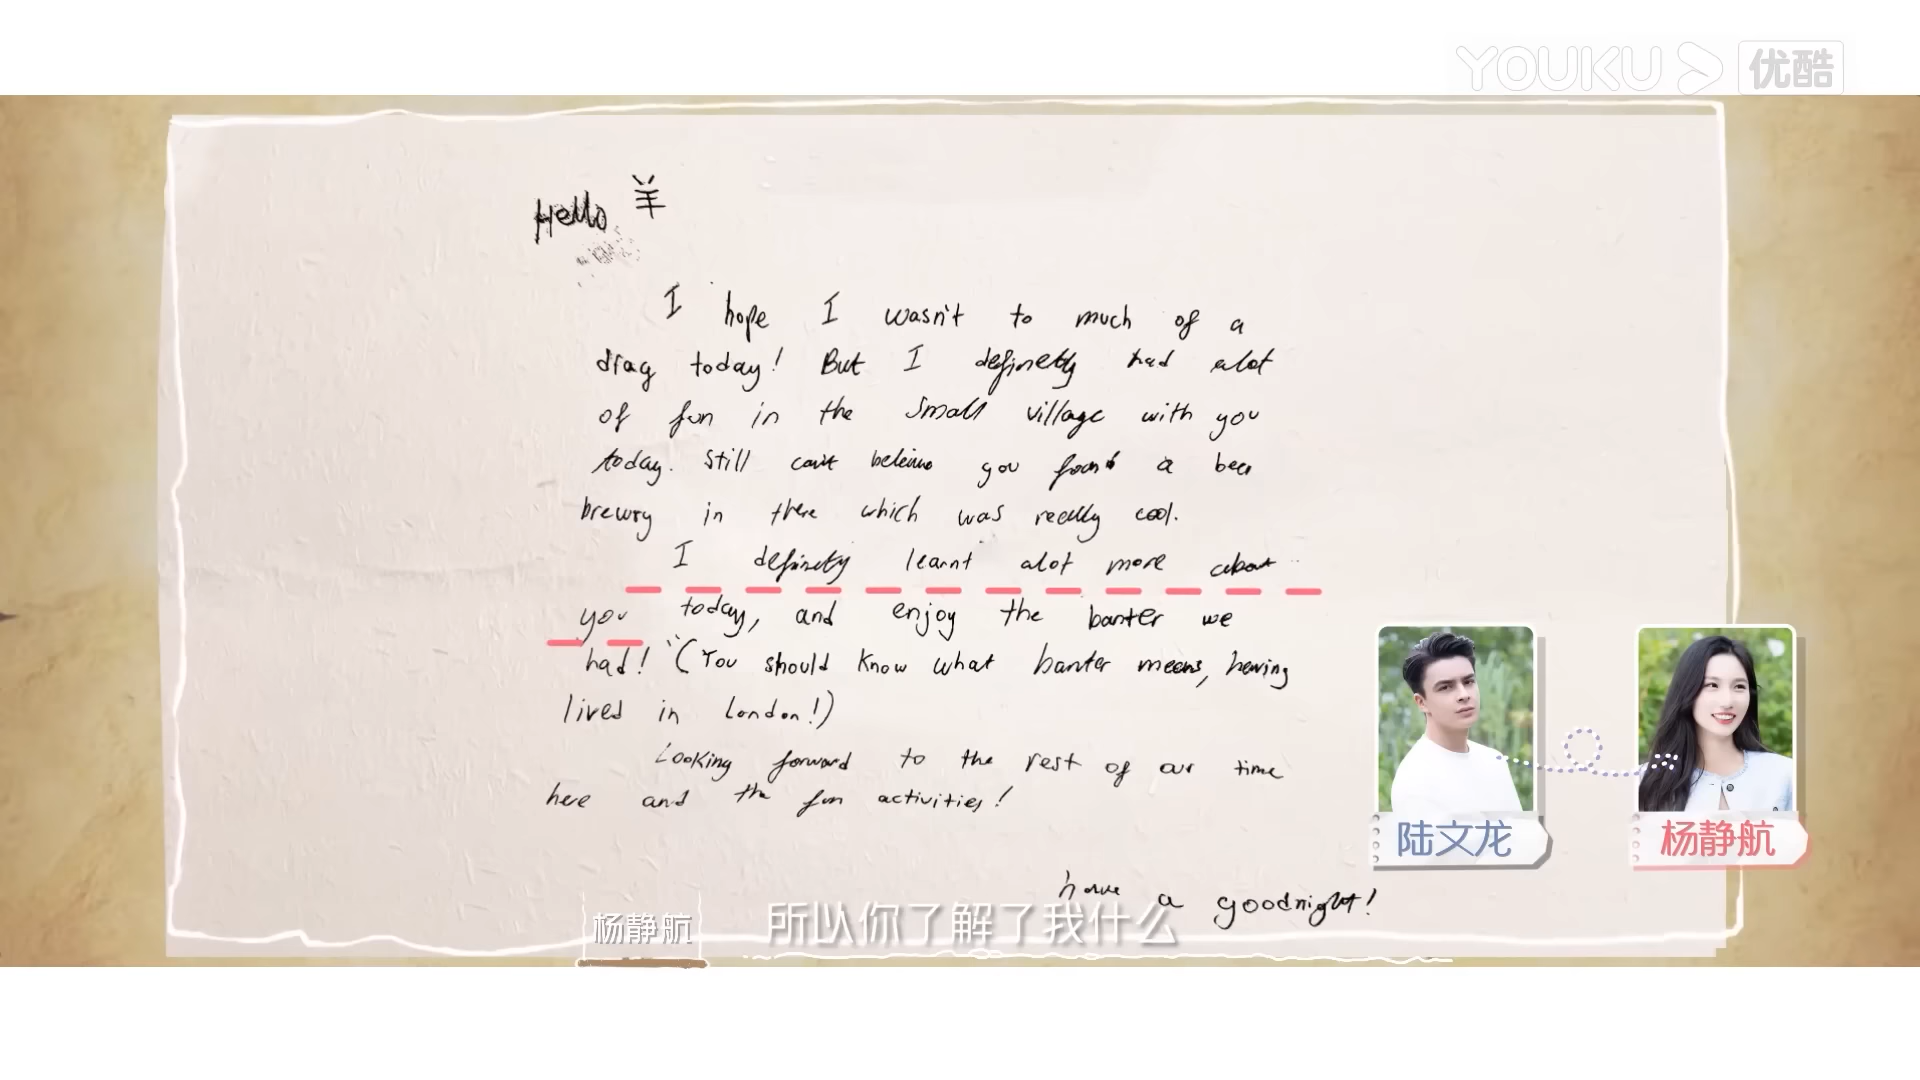 YOUKU 优酷
Hello 羊
I hope I wasn't to much of a
drag today! But I definetly had alot
of fun in the small village with you
today. Still can't beleive you found a beer
brewry in there which was really cool.
I definetly learnt alot more about
you today, and enjoy the banter we
had! (You should know what banter means, having
lived in London!)
Looking forward to the rest of our time
here and the fun activities!
have a goodnight!
陆文龙
杨静航
杨静航 所以你了解了我什么